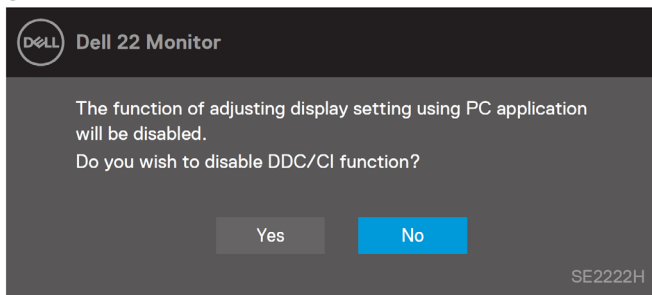 DELL
Dell 22 Monitor
The function of adjusting display setting using PC application
will be disabled.
Do you wish to disable DDC/CI function?
Yes
No
SE2222H